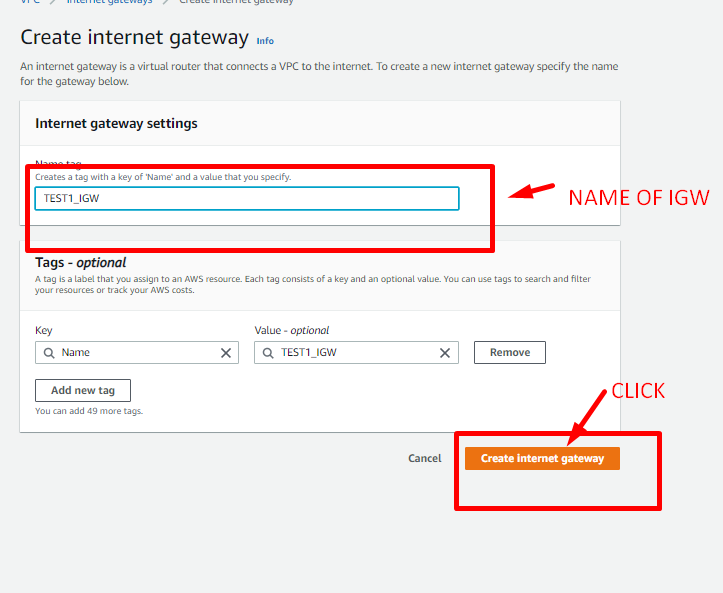 VPC > Internet gateways > Create internet gateway
Create internet gateway Info
An internet gateway is a virtual router that connects a VPC to the internet. To create a new internet gateway specify the name
for the gateway below.
Internet gateway settings
Name tag
Creates a tag with a key of 'Name' and a value that you specify.
TEST1_IGW
NAME OF IGW
Tags - optional
A tag is a label that you assign to an AWS resource. Each tag consists of a key and an optional value. You can use tags to search and filter
your resources or track your AWS costs.
Key Value - optional
Name TEST1_IGW Remove
Add new tag
CLICK
You can add 49 more tags.
Cancel Create internet gateway